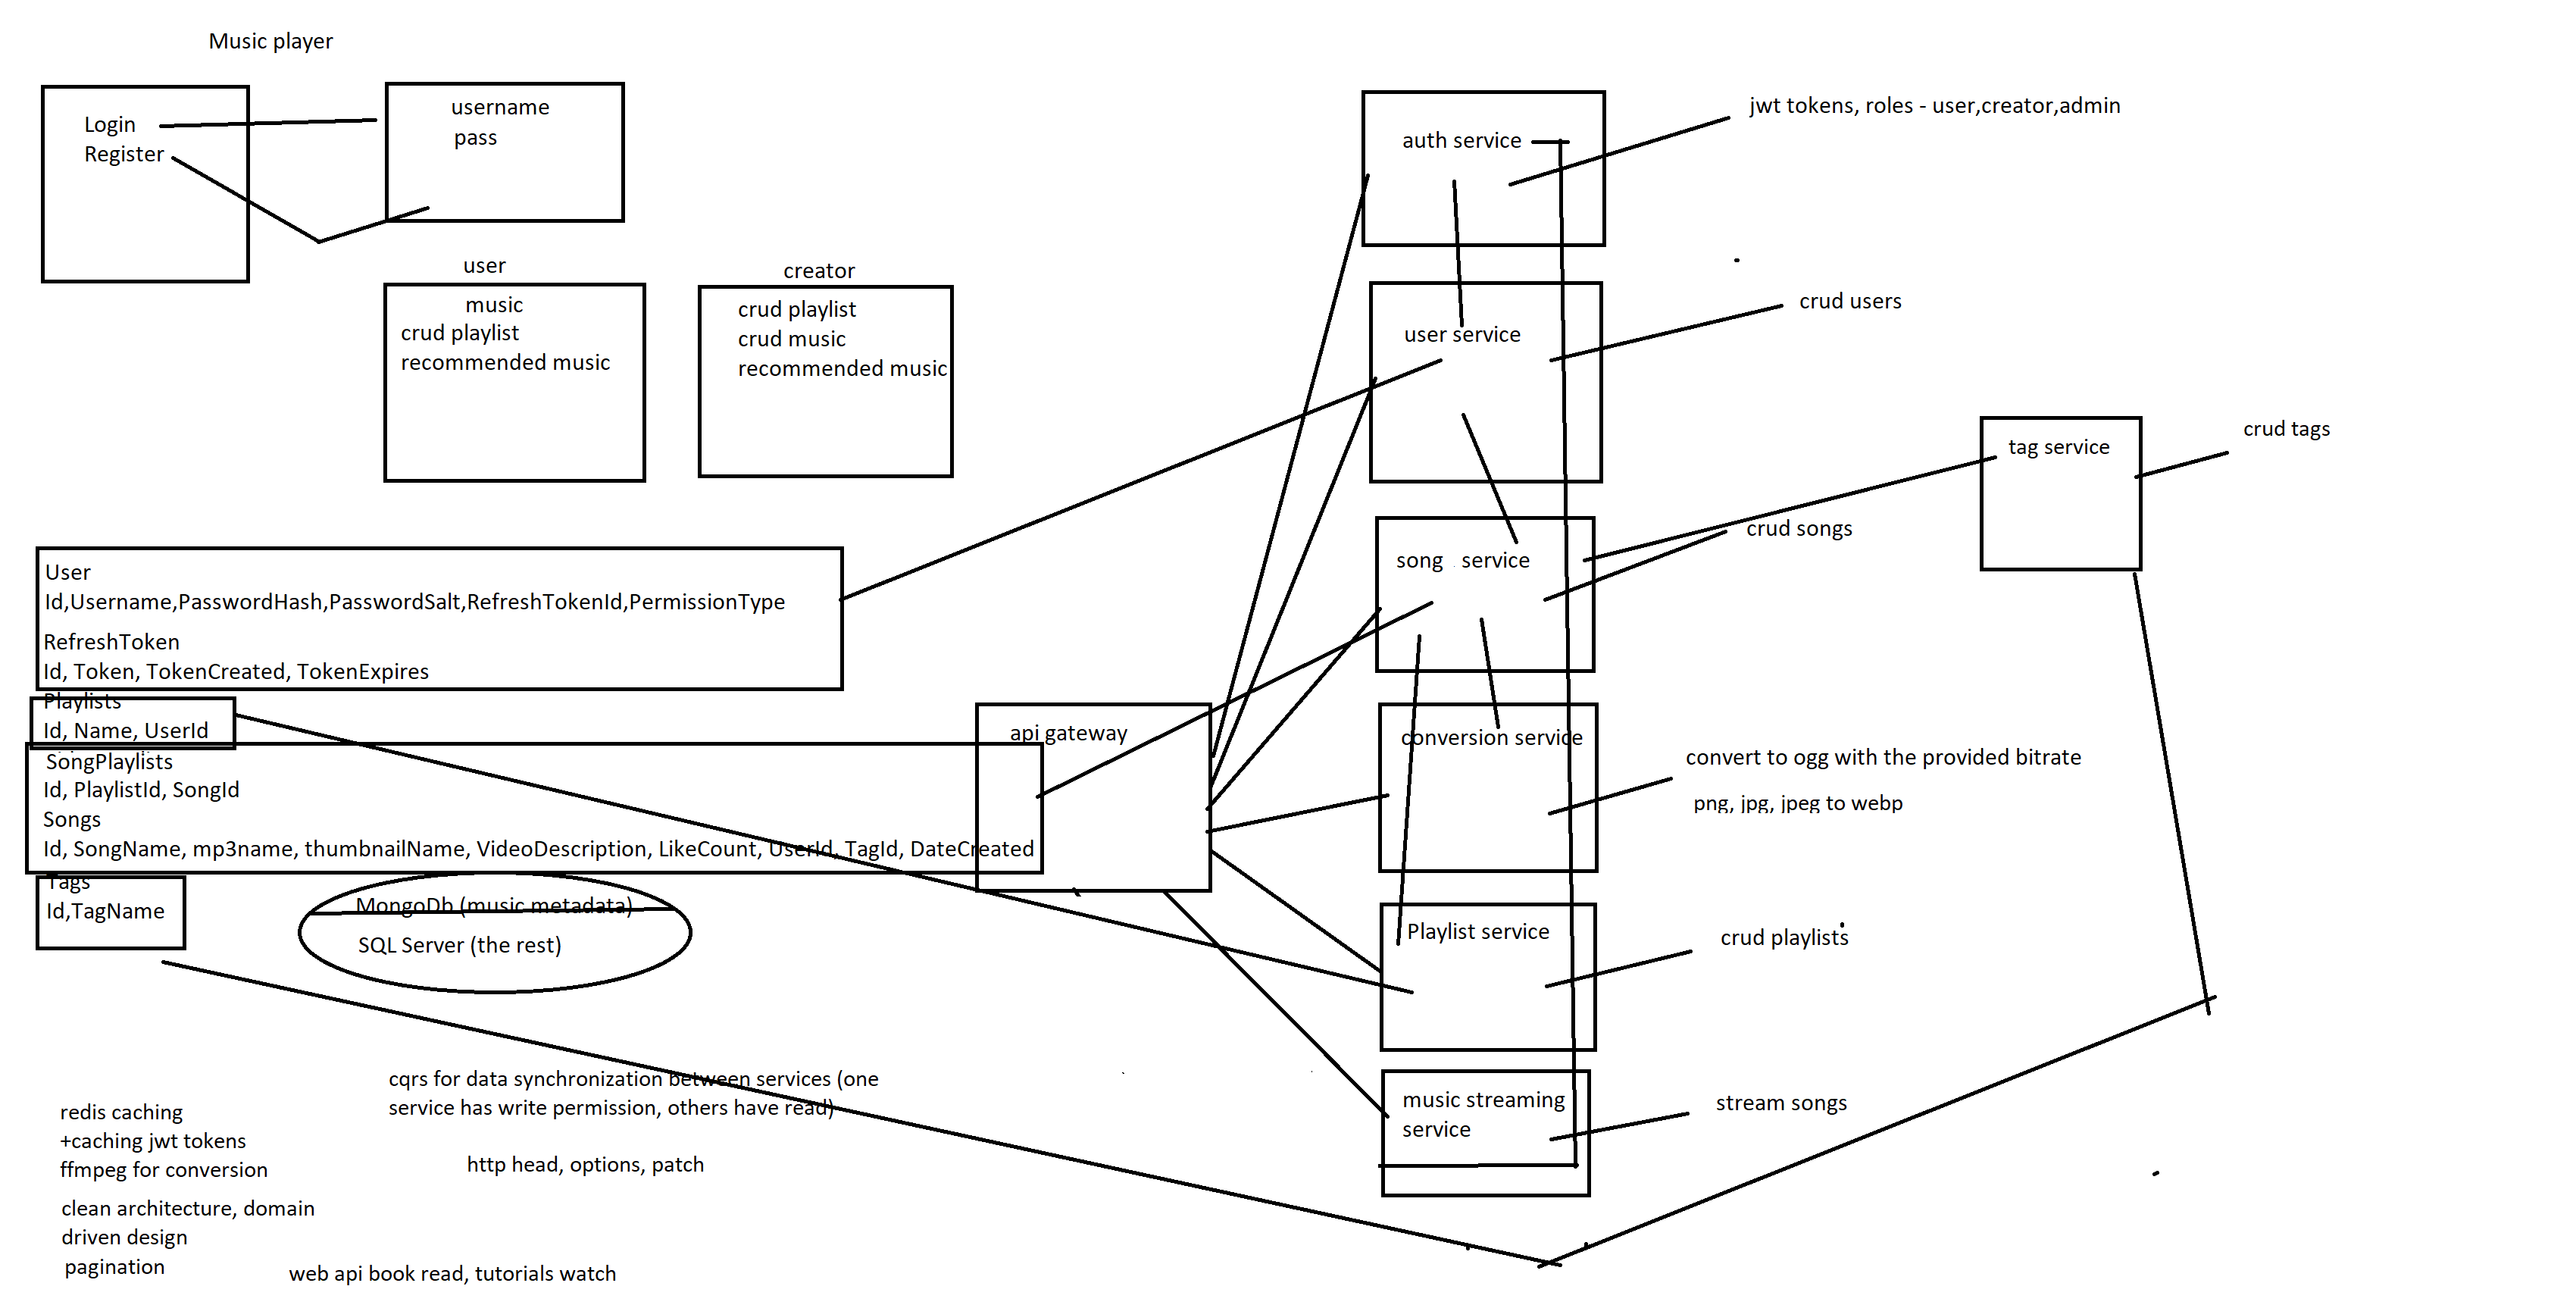 Music player
Login
Register
username
pass
user
music
crud playlist
recommended music
creator
crud playlist
crud music
recommended music
auth service
jwt tokens, roles - user,creator,admin
user service
crud users
tag service
crud tags
song service
crud songs
User
Id,Username,PasswordHash,PasswordSalt,RefreshTokenId,PermissionType
RefreshToken
Id, Token, TokenCreated, TokenExpires
Playlists
Id, Name, UserId
SongPlaylists
Id, PlaylistId, SongId
Songs
Id, SongName, mp3name, thumbnailName, VideoDescription, LikeCount, UserId, TagId, DateCreated
Tags
Id,TagName
api gateway
conversion service
convert to ogg with the provided bitrate
png, jpg, jpeg to webp
MongoDb (music metadata)
SQL Server (the rest)
Playlist service
crud playlists
music streaming
service
stream songs
cqrs for data synchronization between services (one
service has write permission, others have read)
http head, options, patch
redis caching
+caching jwt tokens
ffmpeg for conversion
clean architecture, domain
driven design
pagination
web api book read, tutorials watch